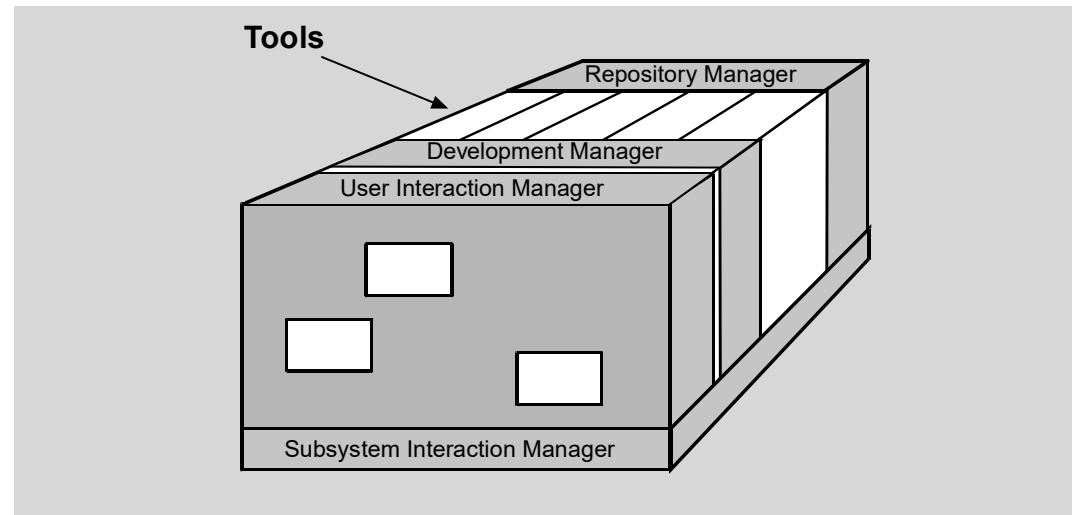 Tools
Repository Manager
Development Manager
User Interaction Manager
Subsystem Interaction Manager